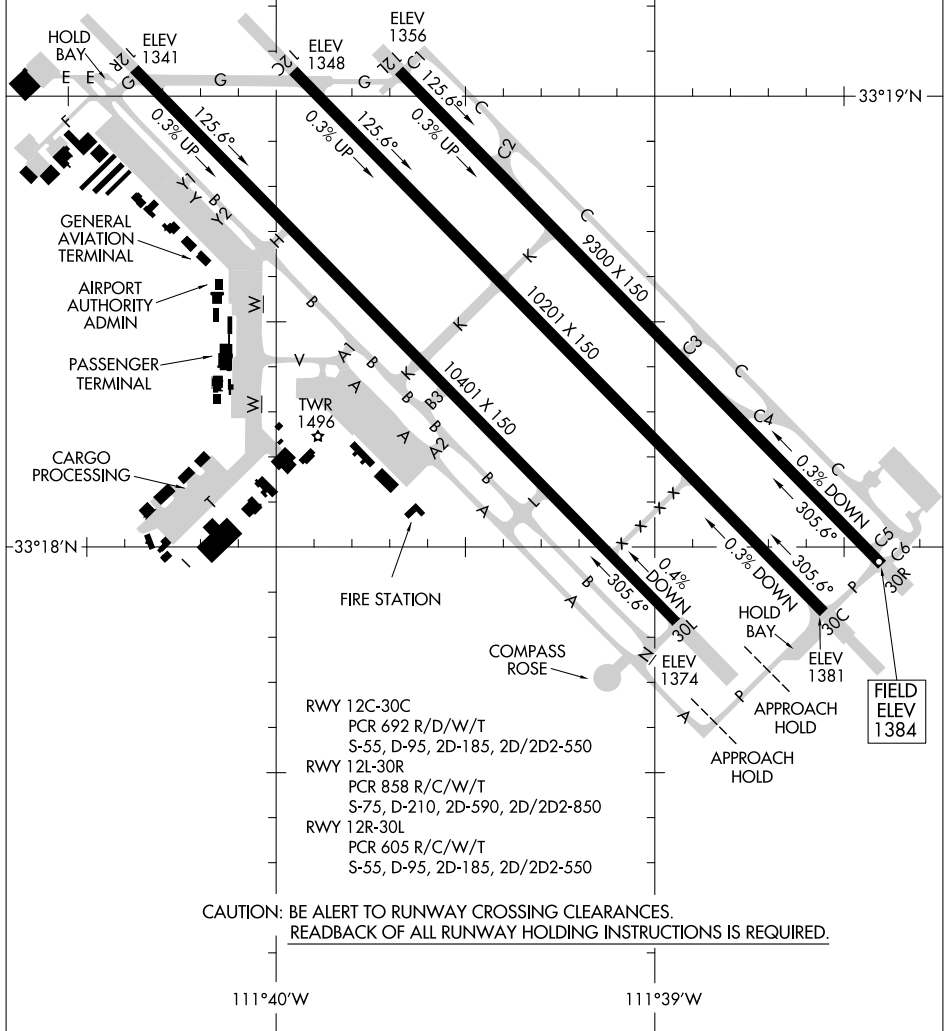 ELEV
1356
HOLD
BAY
ELEV
1341
ELEV
1348
12R
12C
12L
C1
E
E
G
G
G
33°19'N
F
125.6°
0.3% UP
125.6°
0.3% UP
125.6°
0.3% UP
C
C2
Y1
Y
B
Y2
C
H
GENERAL
AVIATION
TERMINAL
AIRPORT
AUTHORITY
ADMIN
PASSENGER
TERMINAL
W
B
K
K
9300 X 150
10201 X 150
10401 X 150
C3
C
V
A1
B
A
K
B
B3
B
W
TWR
1496
A
A2
C4
C
CARGO
PROCESSING
T
B
L
A
X
X
X
X
0.3% DOWN
305.6°
C5
C6
30R
33°18'N
I
FIRE STATION
0.4%
DOWN
305.6°
0.3% DOWN
305.6°
B
A
P
HOLD
BAY
30C
30L
COMPASS
ROSE
N
ELEV
1374
ELEV
1381
A
P
APPROACH
HOLD
APPROACH
HOLD
FIELD
ELEV
1384
RWY 12C-30C
PCR 692 R/D/W/T
S-55, D-95, 2D-185, 2D/2D2-550
RWY 12L-30R
PCR 858 R/C/W/T
S-75, D-210, 2D-590, 2D/2D2-850
RWY 12R-30L
PCR 605 R/C/W/T
S-55, D-95, 2D-185, 2D/2D2-550
CAUTION: BE ALERT TO RUNWAY CROSSING CLEARANCES.
READBACK OF ALL RUNWAY HOLDING INSTRUCTIONS IS REQUIRED.
111°40'W
111°39'W